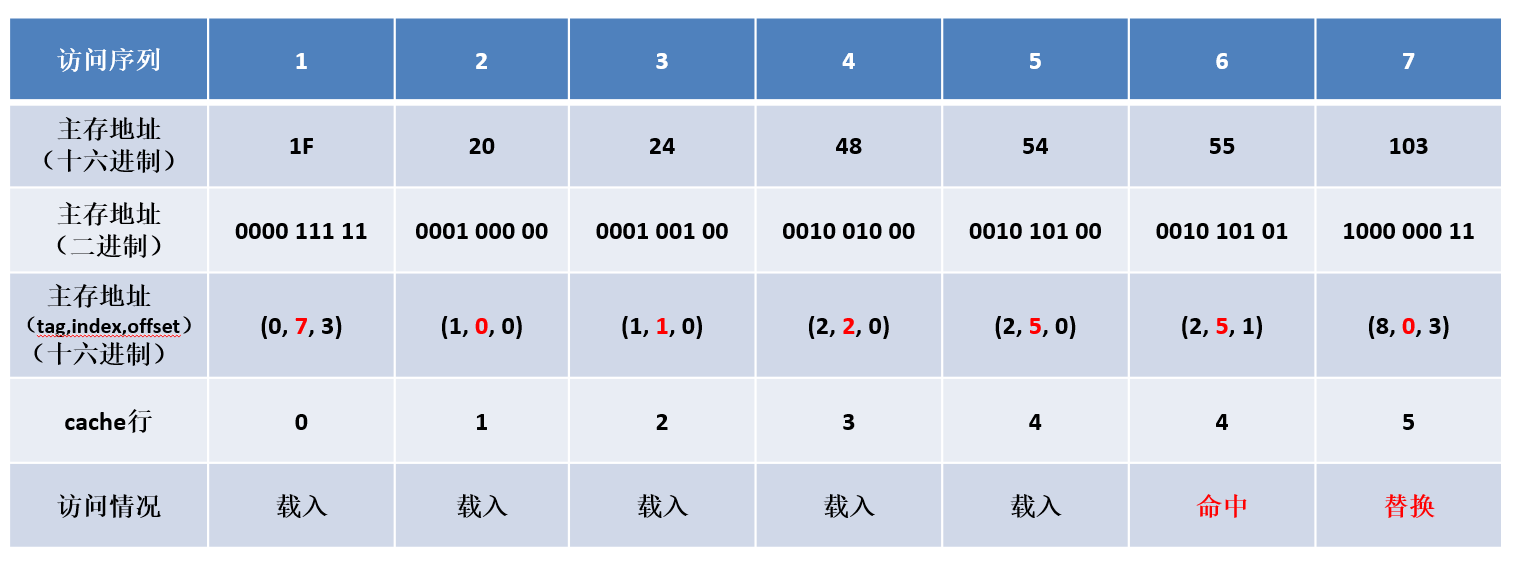 访问序列 1 2 3 4 5 6 7
主存地址
（十六进制） 1F 20 24 48 54 55 103
主存地址
（二进制） 0000 111 11 0001 000 00 0001 001 00 0010 010 00 0010 101 00 0010 101 01 1000 000 11
主存地址
（tag,index,offset） (0, 7, 3) (1, 0, 0) (1, 1, 0) (2, 2, 0) (2, 5, 0) (2, 5, 1) (8, 0, 3)
（十六进制）
cache行 0 1 2 3 4 4 5
访问情况 载入 载入 载入 载入 载入 命中 替换